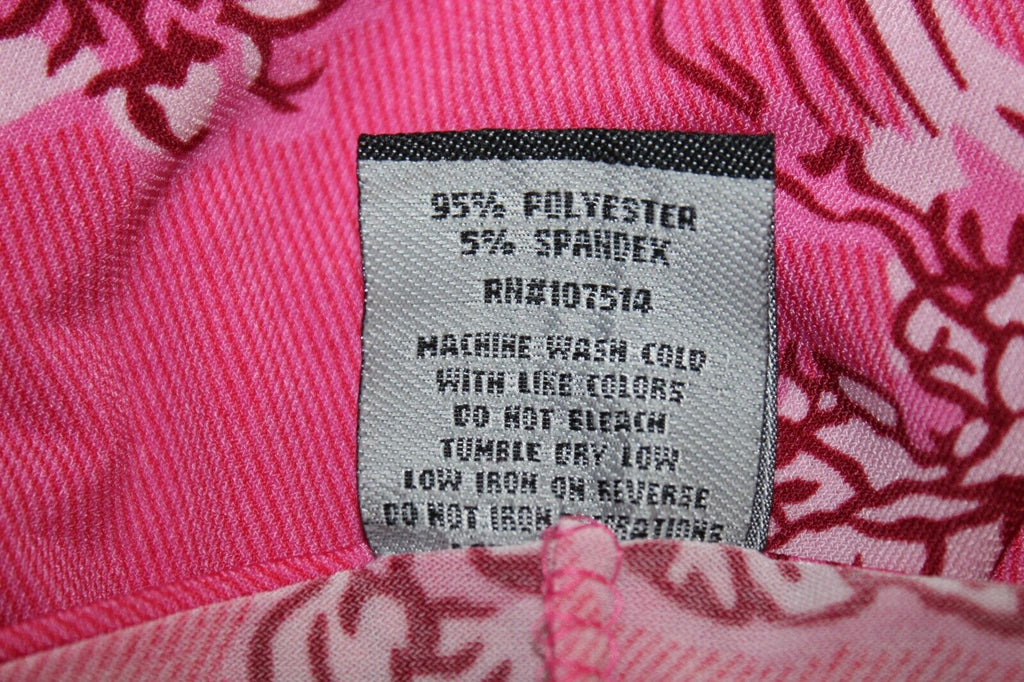 95% POLYESTER
5% SPANDEX
RN#107514
MACHINE WASH COLD
WITH LIKE COLORS
DO NOT BLEACH
TUMBLE DRY LOW
LOW IRON ON REVERSE
DO NOT IRON